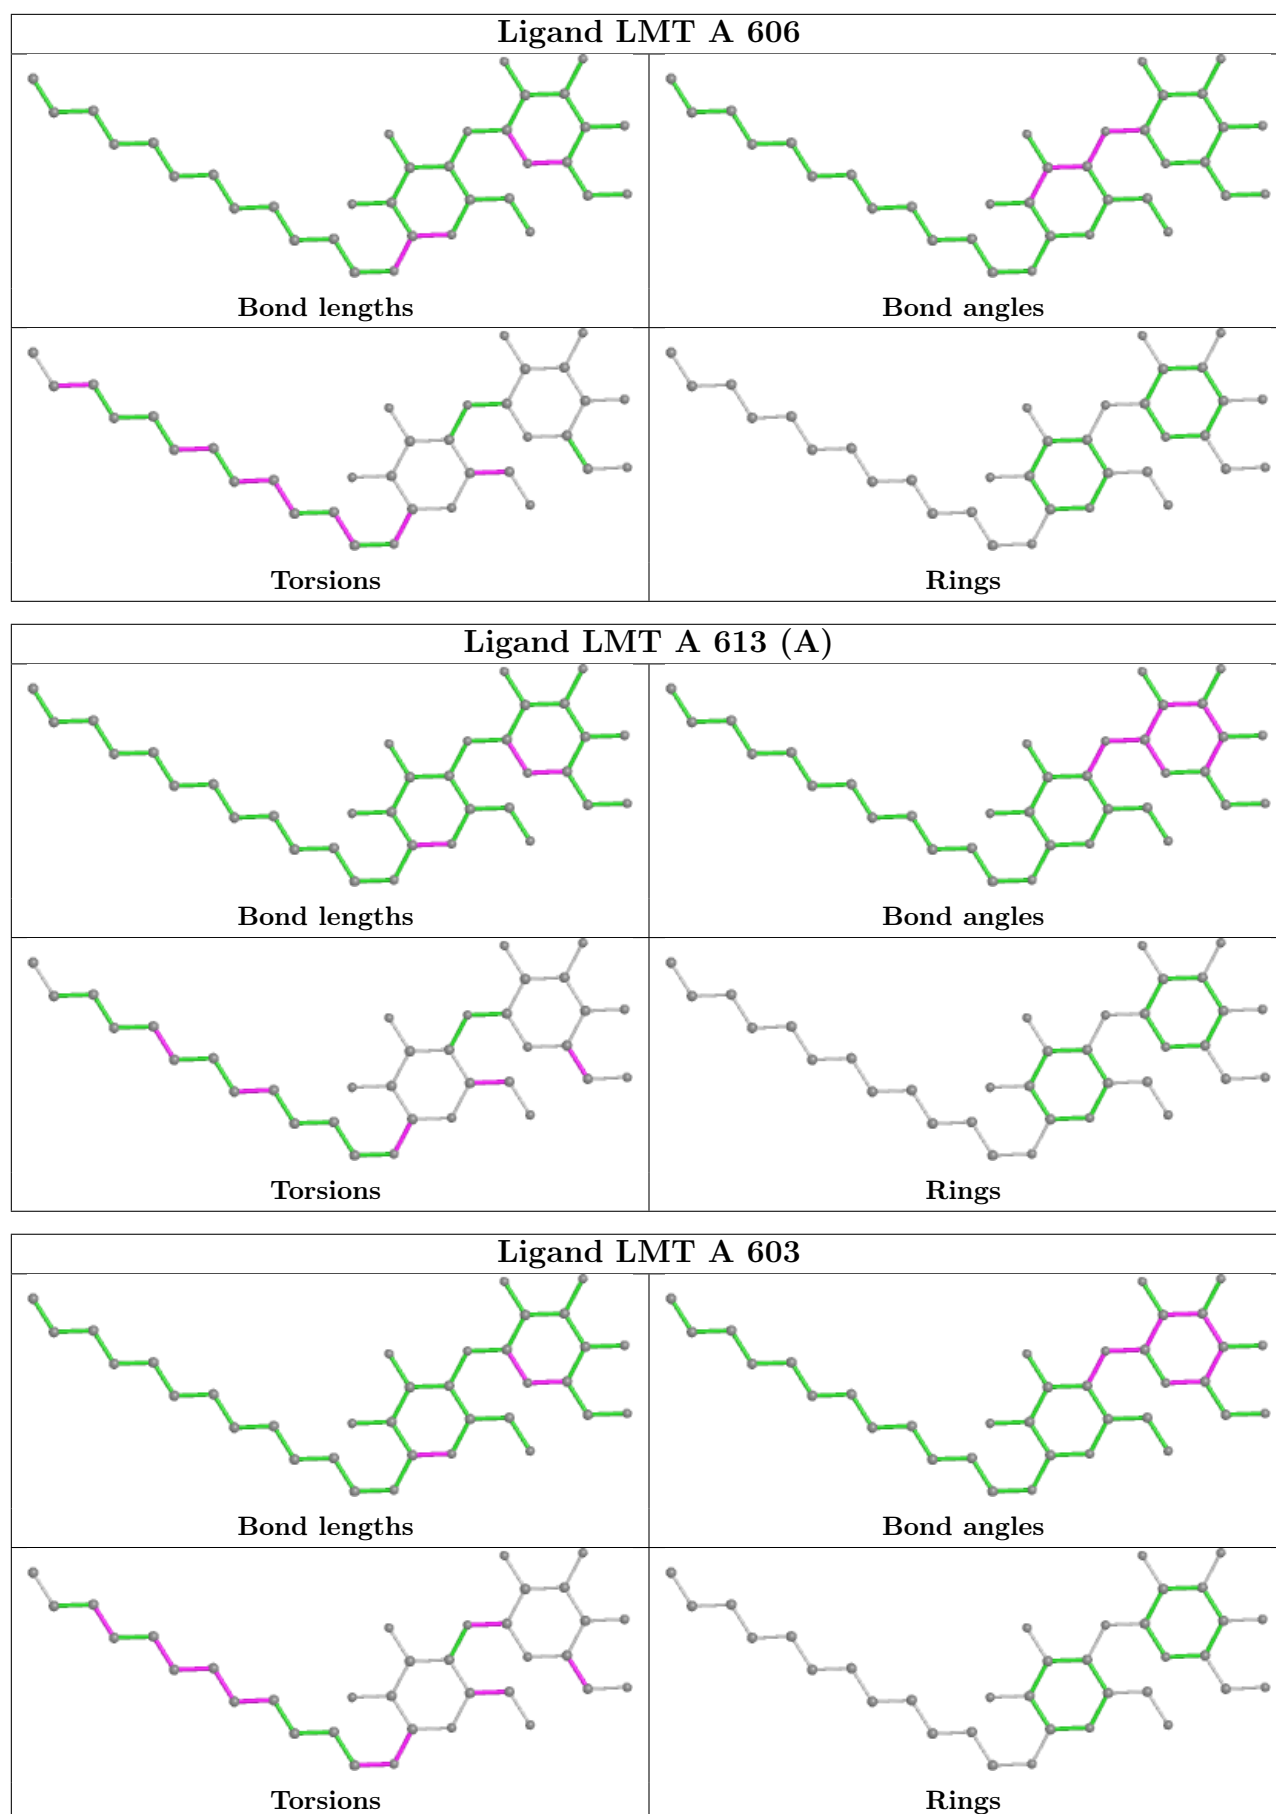 Ligand LMT A 606
Bond lengths
Bond angles
Torsions
Rings
Ligand LMT A 613 (A)
Bond lengths
Bond angles
Torsions
Rings
Ligand LMT A 603
Bond lengths
Bond angles
Torsions
Rings